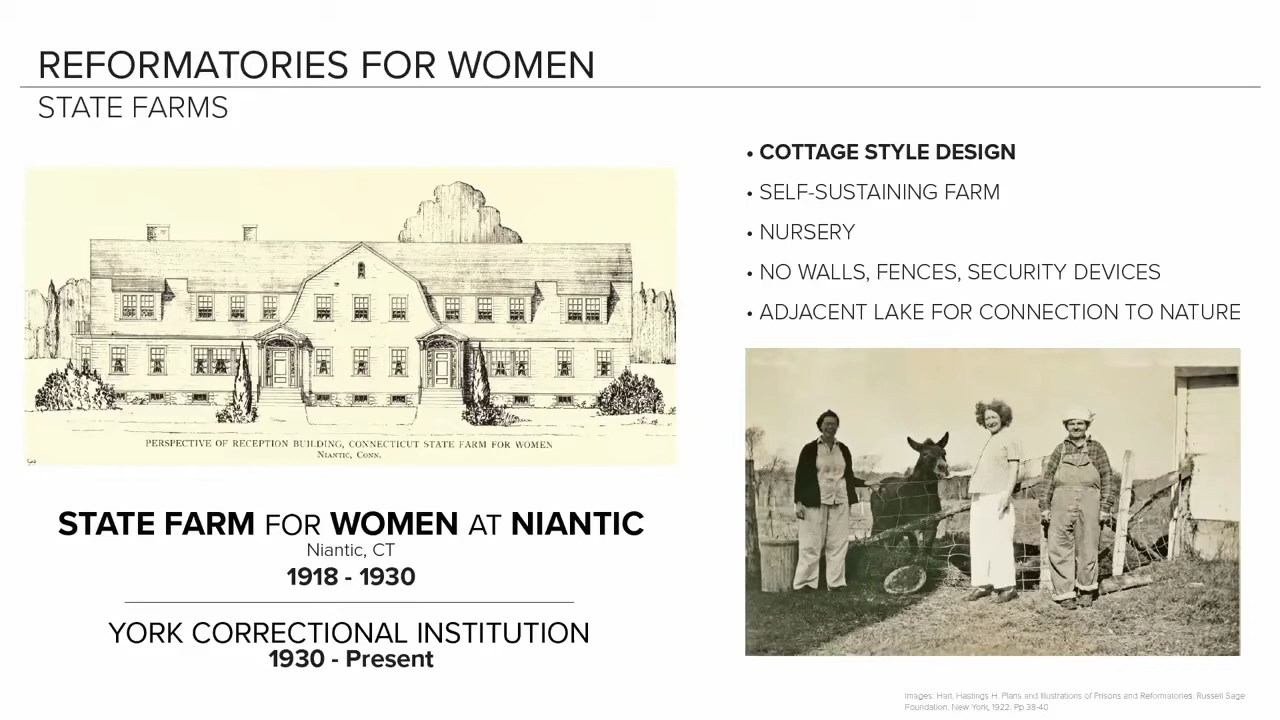 REFORMATORIES FOR WOMEN
STATE FARMS
PERSPECTIVE OF RECEPTION BUILDING, CONNECTICUT STATE FARM FOR WOMEN
NIANTIC, CONN.
STATE FARM FOR WOMEN AT NIANTIC
Niantic, CT
1918 - 1930
YORK CORRECTIONAL INSTITUTION
1930 - Present
• COTTAGE STYLE DESIGN
• SELF-SUSTAINING FARM
• NURSERY
• NO WALLS, FENCES, SECURITY DEVICES
• ADJACENT LAKE FOR CONNECTION TO NATURE
Images: Hart, Hastings H. Plans and Illustrations of Prisons and Reformatories. Russell Sage
Foundation, New York, 1922. Pp 38-40